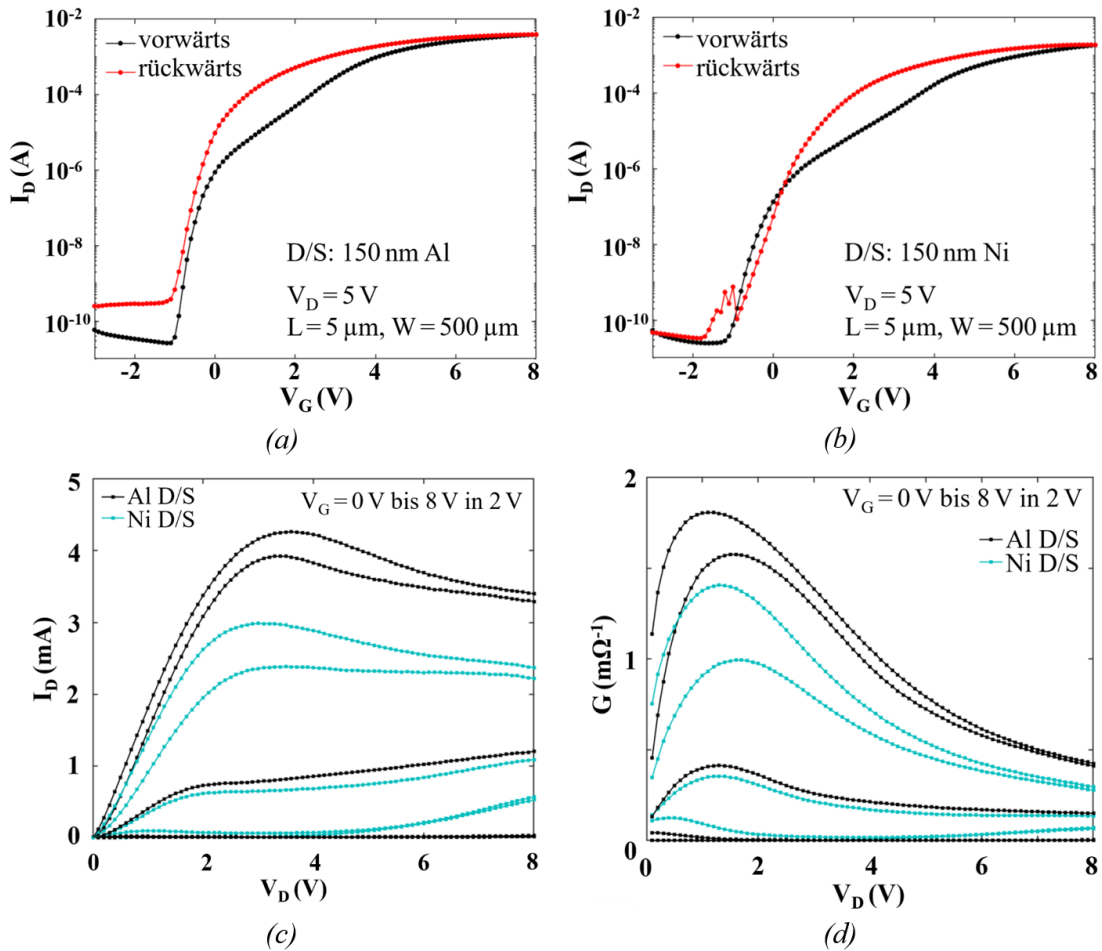 10⁻²
10⁻⁴
10⁻⁶
10⁻⁸
10⁻¹⁰
I_D (A)
vorwärts
rückwärts
D/S: 150 nm Al
V_D = 5 V
L = 5 µm, W = 500 µm
-2 0 2 4 6 8
V_G (V)
(a)
10⁻²
10⁻⁴
10⁻⁶
10⁻⁸
10⁻¹⁰
I_D (A)
vorwärts
rückwärts
D/S: 150 nm Ni
V_D = 5 V
L = 5 µm, W = 500 µm
-2 0 2 4 6 8
V_G (V)
(b)
5
4
3
2
1
0
I_D (mA)
Al D/S
Ni D/S
V_G = 0 V bis 8 V in 2 V
0 2 4 6 8
V_D (V)
(c)
2
1
0
G (mΩ⁻¹)
V_G = 0 V bis 8 V in 2 V
Al D/S
Ni D/S
0 2 4 6 8
V_D (V)
(d)